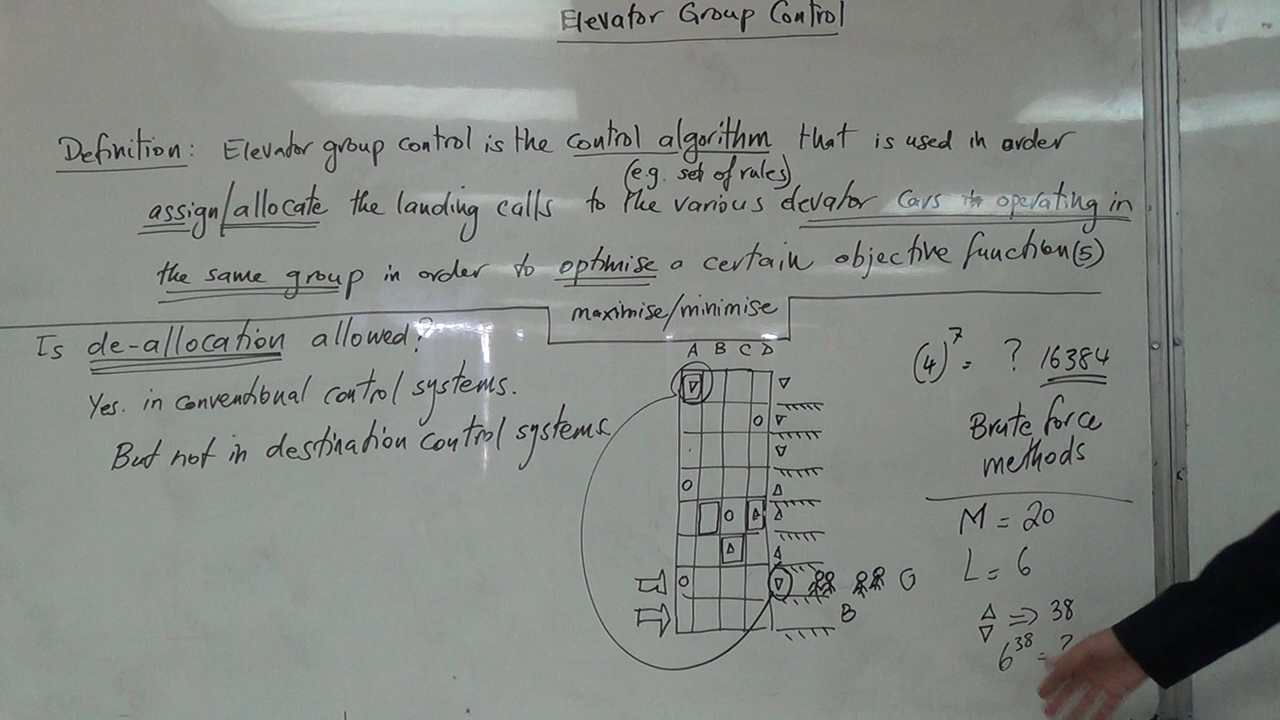 Elevator Group Control
Definition: Elevator group control is the control algorithm that is used in order
(e.g. set of rules)
assign/allocate the landing calls to the various elevator cars operating in
the same group in order to optimise a certain objective function(s)
maximise/minimise
Is de-allocation allowed?
Yes. in conventional control systems.
But not in destination control systems
A B C D
G
B
(4)^7 = ? 16384
Brute force
methods
M = 20
L = 6
△ ▽ => 38
6^38 = ?